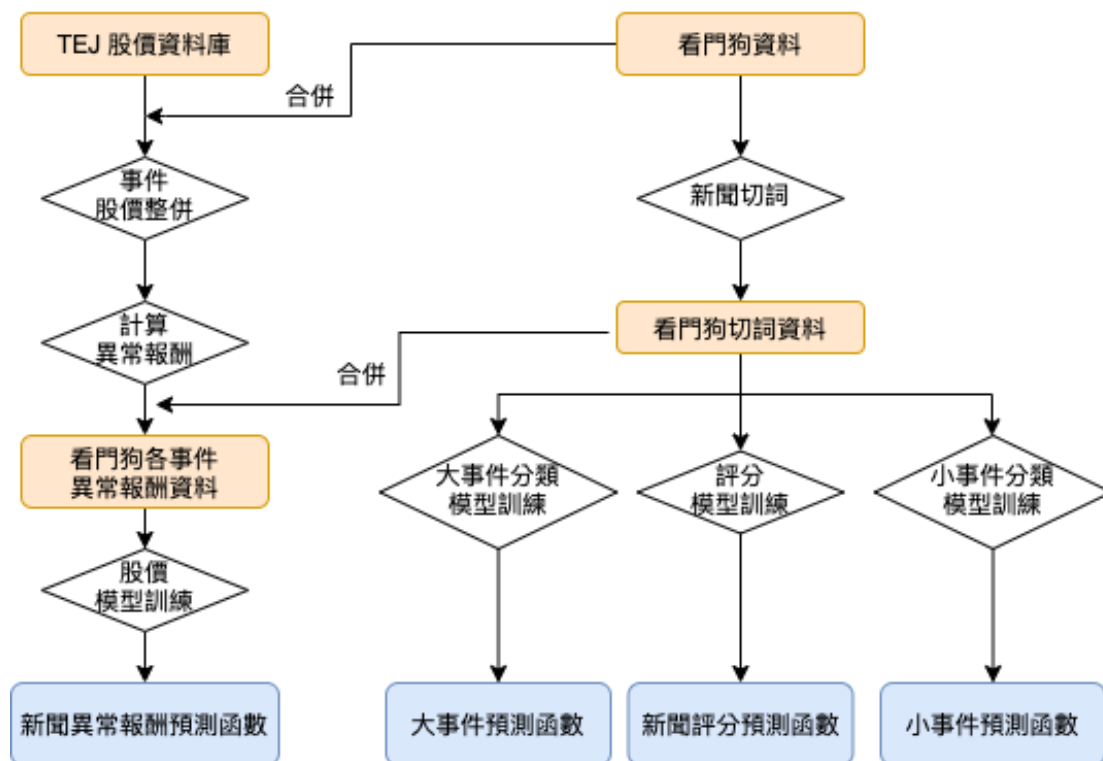 TEJ 股價資料庫
看門狗資料
合併
事件
股價整併
新聞切詞
計算
異常報酬
看門狗切詞資料
合併
看門狗各事件
異常報酬資料
大事件分類
模型訓練
評分
模型訓練
小事件分類
模型訓練
股價
模型訓練
新聞異常報酬預測函數
大事件預測函數
新聞評分預測函數
小事件預測函數